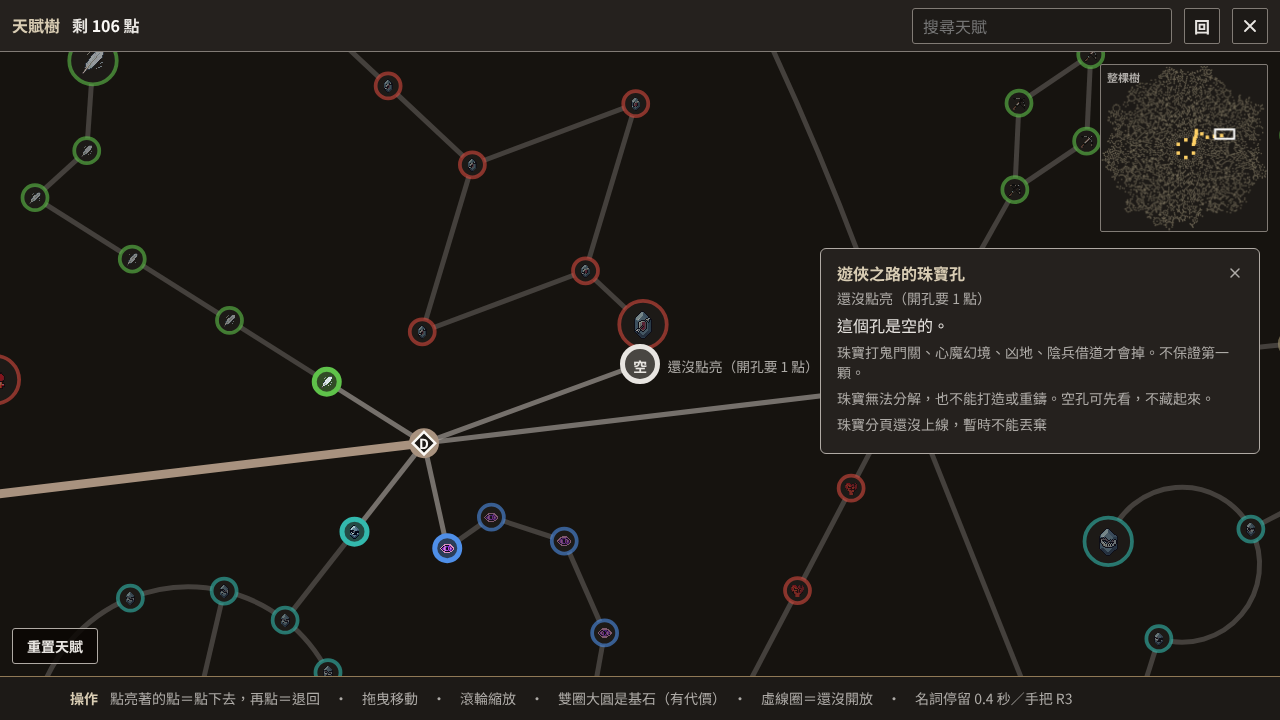 天賦樹 剩 106 點
搜尋天賦
回
整棵樹
遊俠之路的珠寶孔
還沒點亮（開孔要 1 點）
這個孔是空的。
珠寶打鬼門關、心魔幻境、凶地、陰兵借道才會掉。不保證第一
顆。
珠寶無法分解，也不能打造或重鑄。空孔可先看，不藏起來。
珠寶分頁還沒上線，暫時不能丟棄
空 還沒點亮（開孔要 1 點）
D
重置天賦
操作 點亮著的點＝點下去，再點＝退回 • 拖曳移動 • 滾輪縮放 • 雙圈大圓是基石（有代價） • 虛線圈＝還沒開放 • 名詞停留 0.4 秒／手把 R3